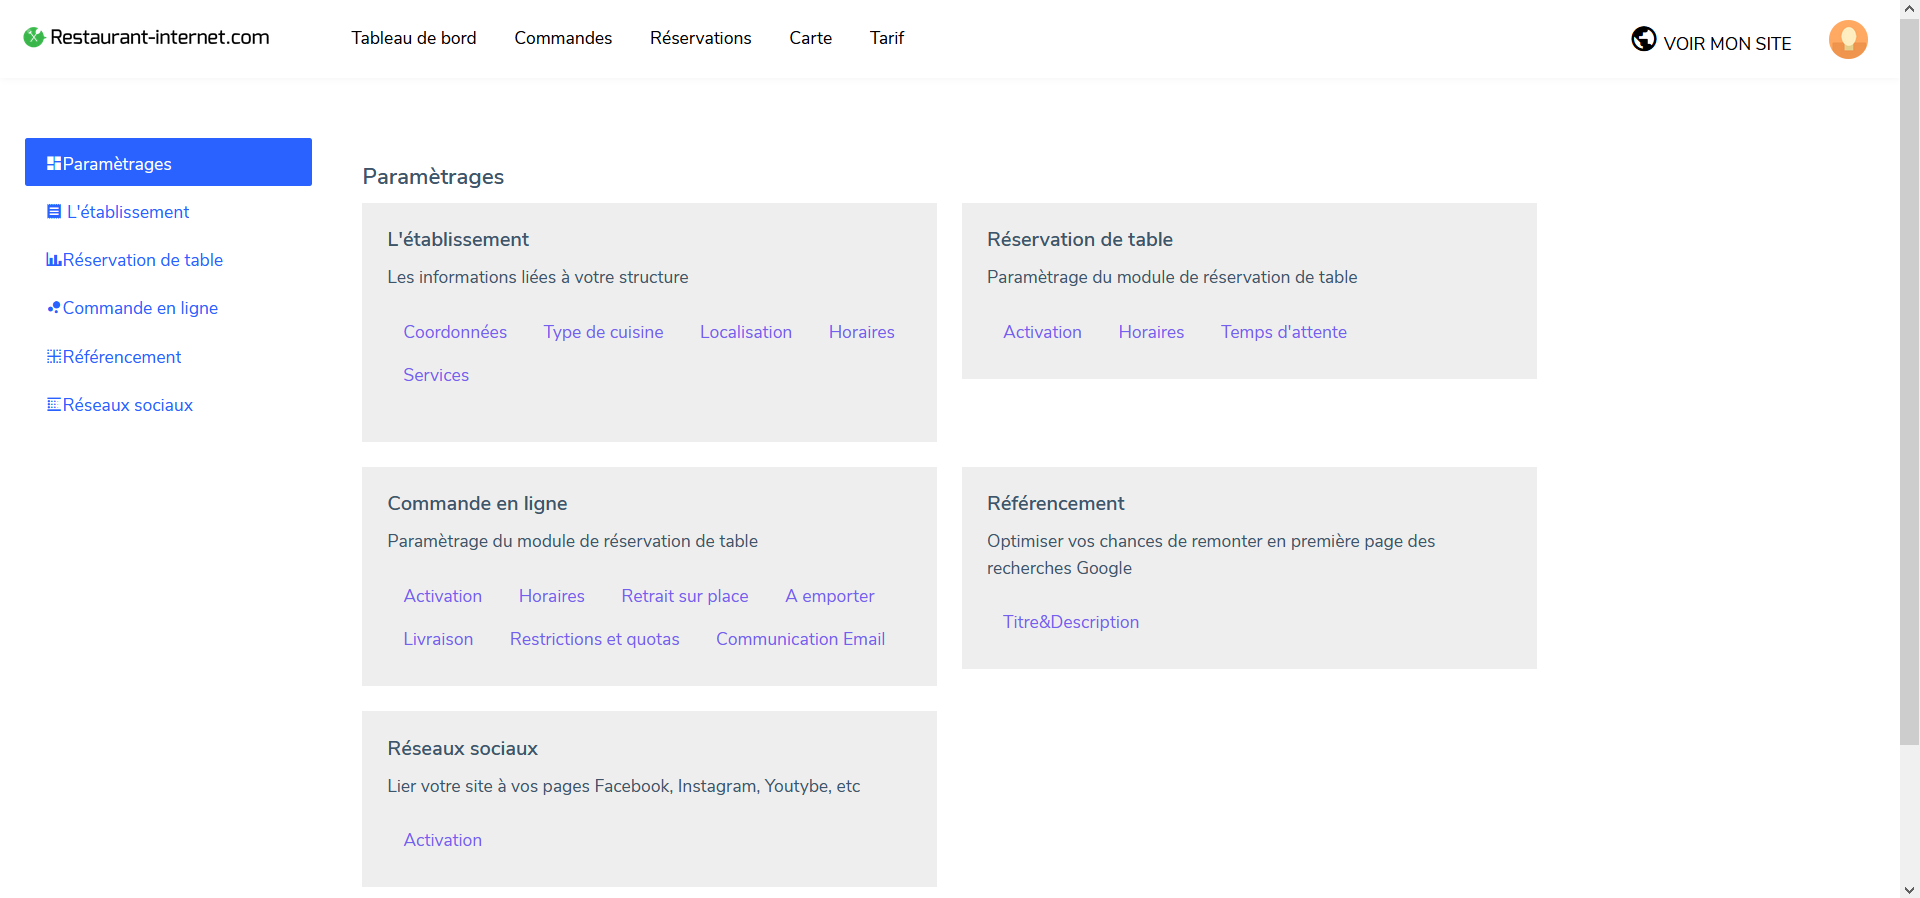 Restaurant-internet.com
Tableau de bord
Commandes
Réservations
Carte
Tarif
VOIR MON SITE
Paramètrages
L'établissement
Réservation de table
Commande en ligne
Référencement
Réseaux sociaux
Paramètrages
L'établissement
Les informations liées à votre structure
Coordonnées Type de cuisine Localisation Horaires
Services
Réservation de table
Paramètrage du module de réservation de table
Activation Horaires Temps d'attente
Commande en ligne
Paramètrage du module de réservation de table
Activation Horaires Retrait sur place A emporter
Livraison Restrictions et quotas Communication Email
Référencement
Optimiser vos chances de remonter en première page des
recherches Google
Titre&Description
Réseaux sociaux
Lier votre site à vos pages Facebook, Instagram, Youtybe, etc
Activation